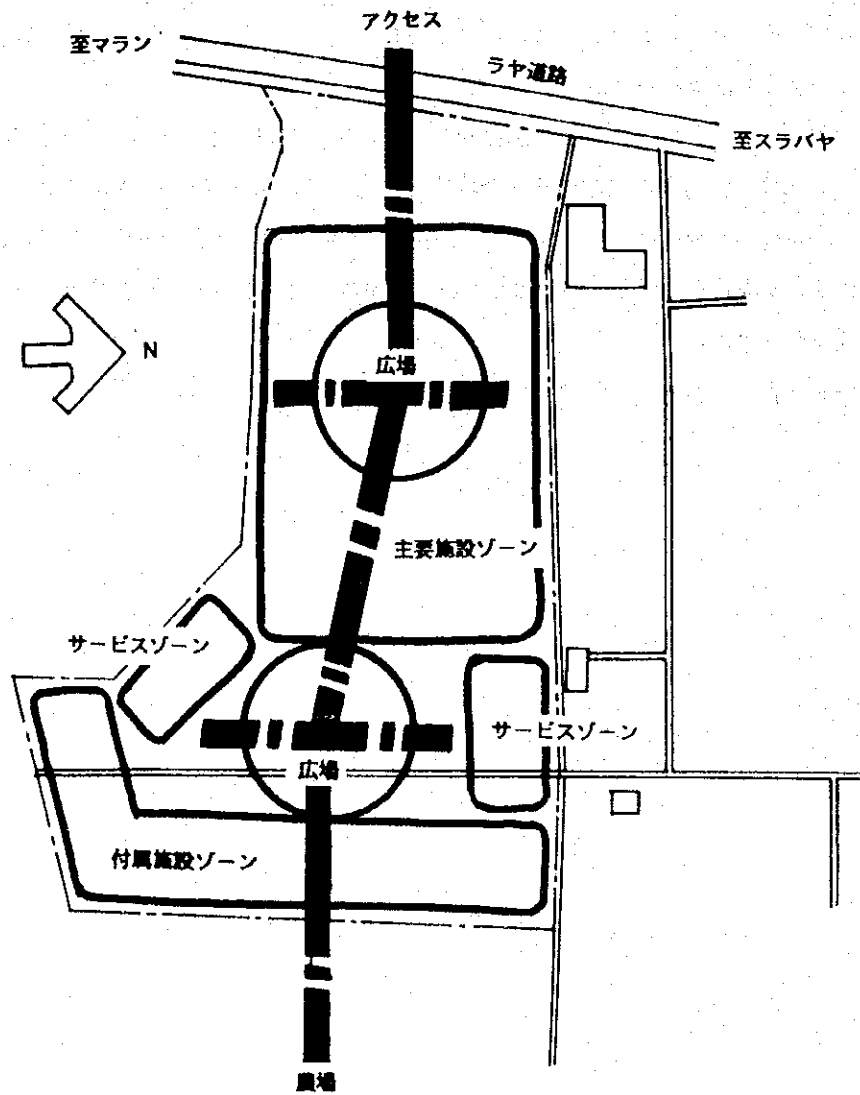 アクセス
至マラン
ラヤ道路
至スラバヤ
N
広場
主要施設ゾーン
サービスゾーン
サービスゾーン
広場
付属施設ゾーン
農場